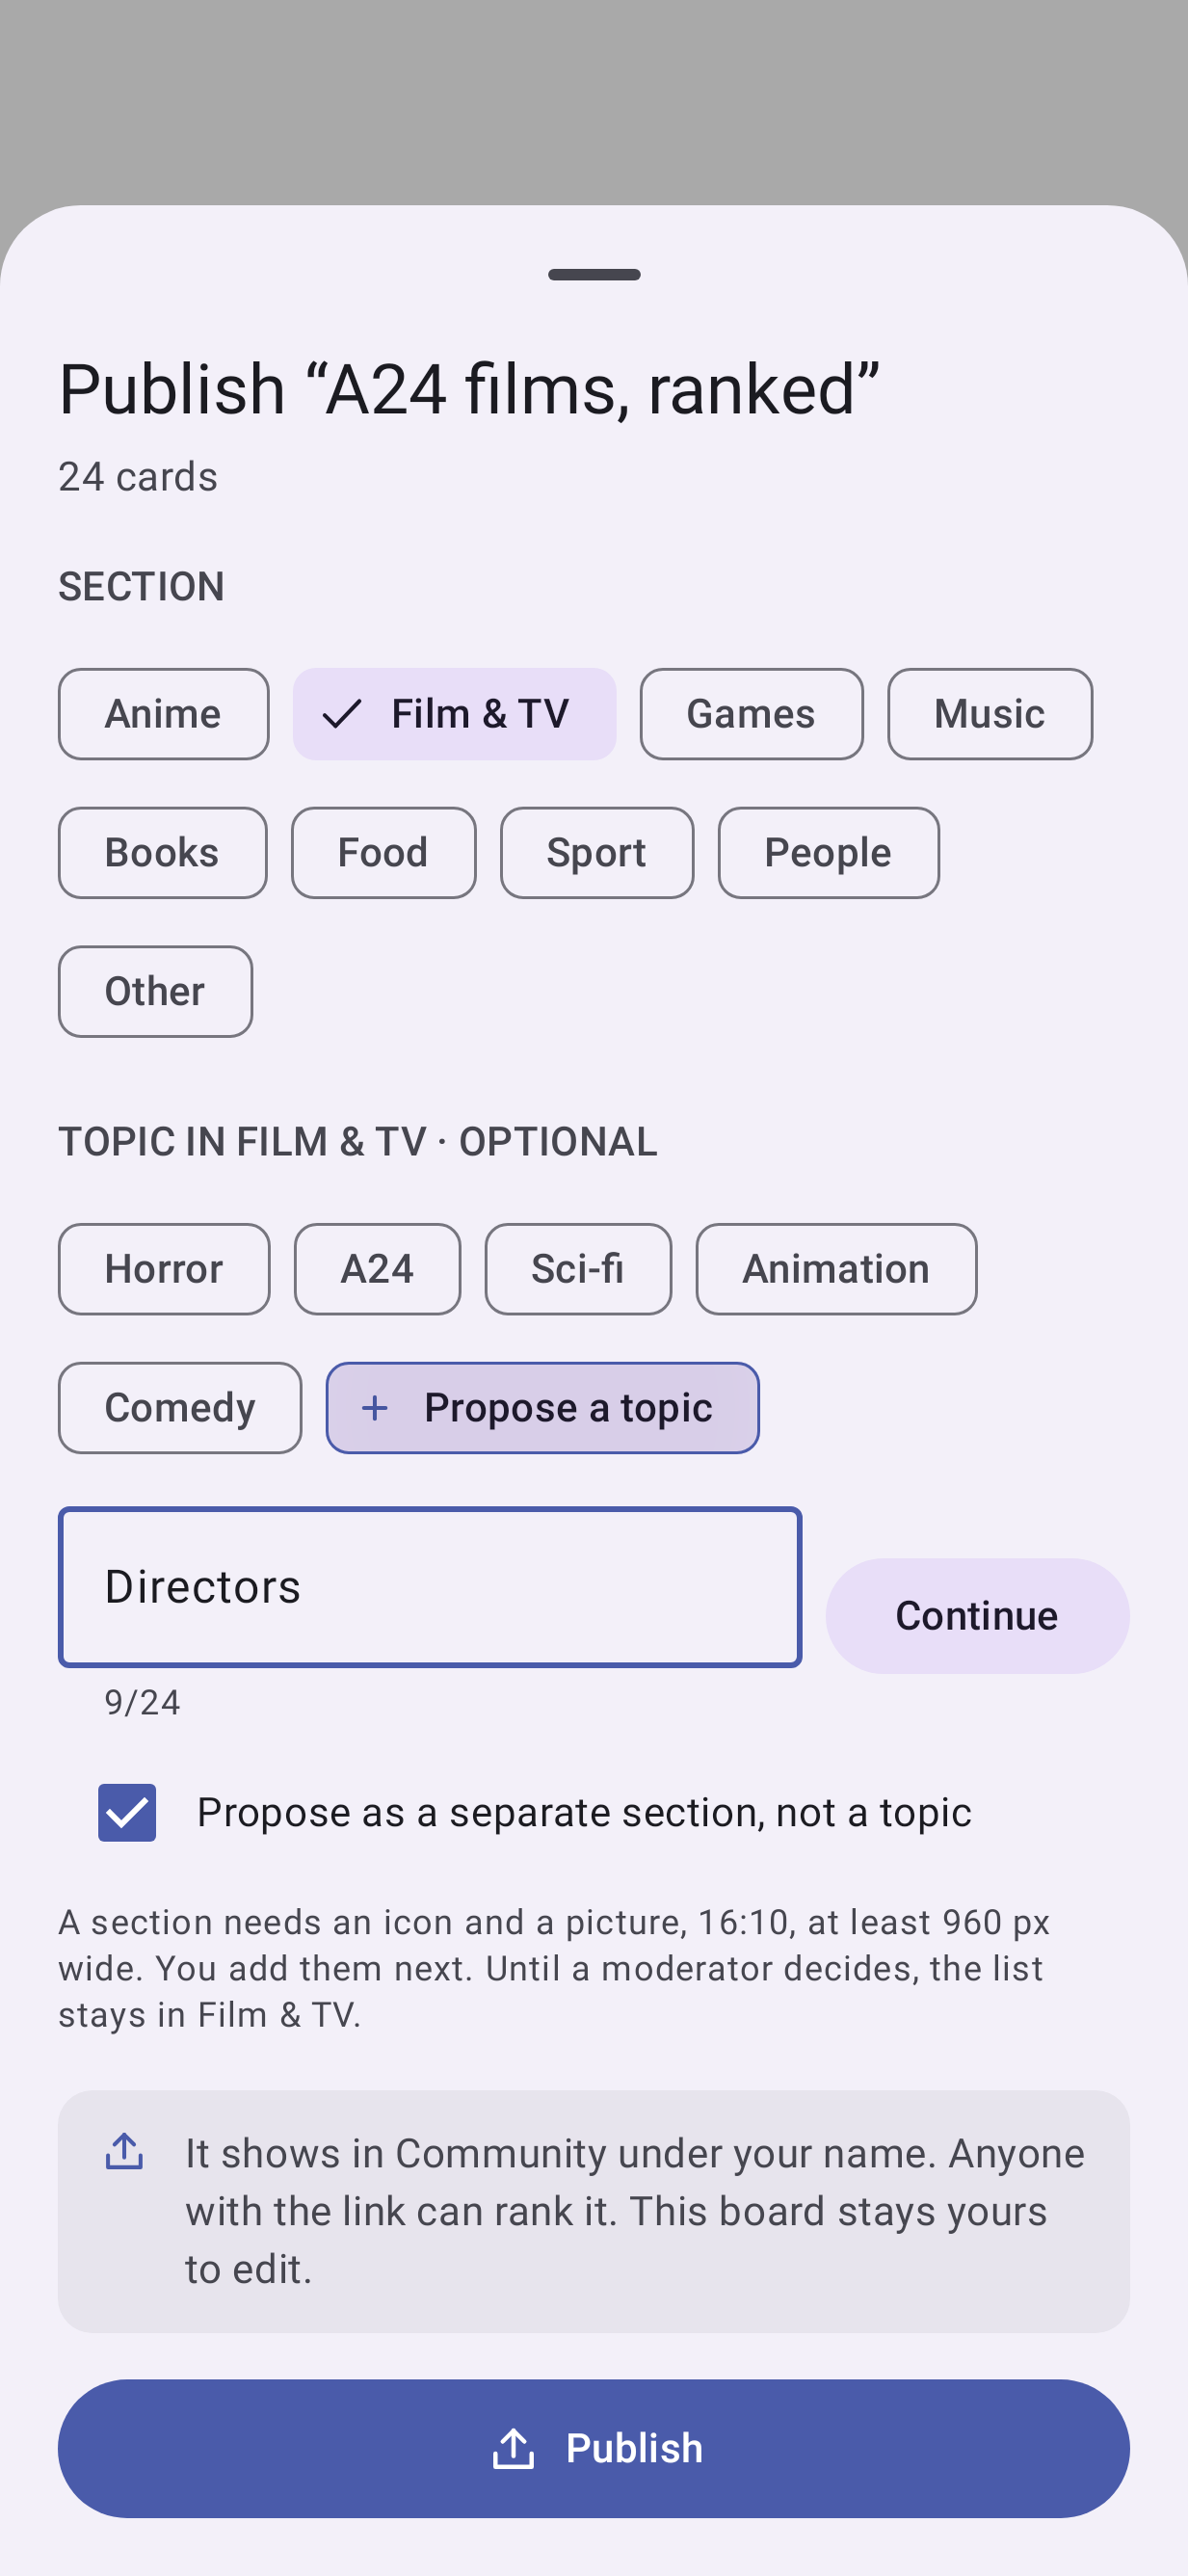 Publish “A24 films, ranked”
24 cards
SECTION
Anime
Film & TV
Games
Music
Books
Food
Sport
People
Other
TOPIC IN FILM & TV · OPTIONAL
Horror
A24
Sci-fi
Animation
Comedy
+ Propose a topic
Directors
Continue
9/24
Propose as a separate section, not a topic
A section needs an icon and a picture, 16:10, at least 960 px
wide. You add them next. Until a moderator decides, the list
stays in Film & TV.
It shows in Community under your name. Anyone
with the link can rank it. This board stays yours
to edit.
Publish